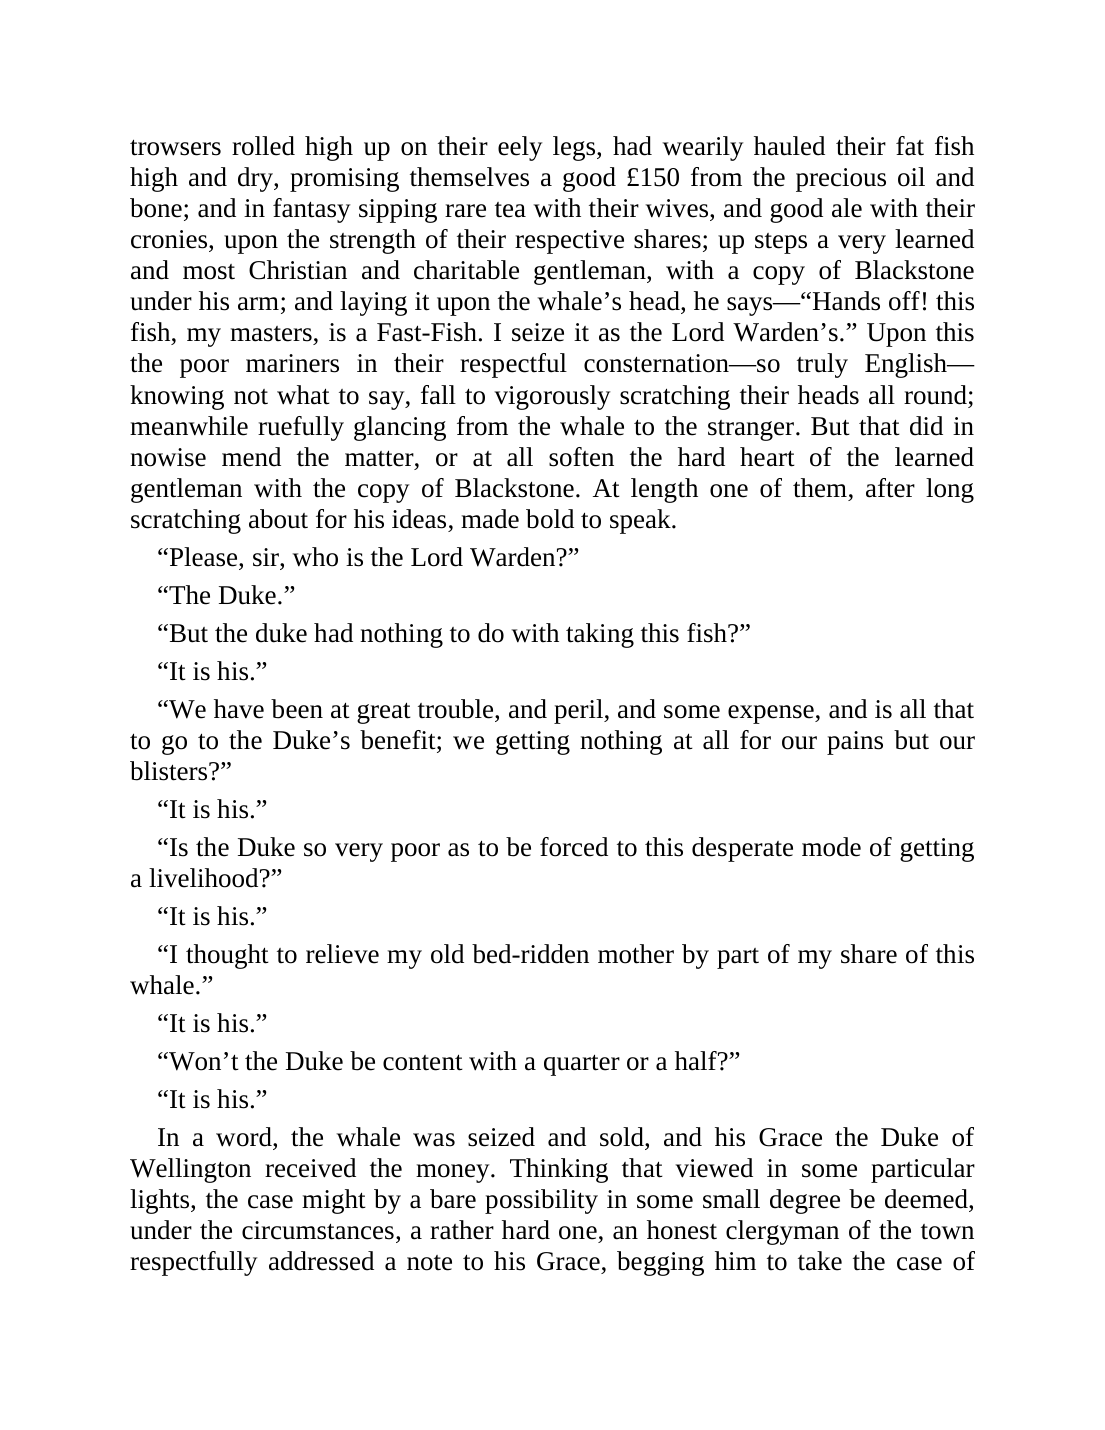 trowsers rolled high up on their eely legs, had wearily hauled their fat fish
high and dry, promising themselves a good £150 from the precious oil and
bone; and in fantasy sipping rare tea with their wives, and good ale with their
cronies, upon the strength of their respective shares; up steps a very learned
and most Christian and charitable gentleman, with a copy of Blackstone
under his arm; and laying it upon the whale’s head, he says—“Hands off! this
fish, my masters, is a Fast-Fish. I seize it as the Lord Warden’s.” Upon this
the poor mariners in their respectful consternation—so truly English—
knowing not what to say, fall to vigorously scratching their heads all round;
meanwhile ruefully glancing from the whale to the stranger. But that did in
nowise mend the matter, or at all soften the hard heart of the learned
gentleman with the copy of Blackstone. At length one of them, after long
scratching about for his ideas, made bold to speak.
“Please, sir, who is the Lord Warden?”
“The Duke.”
“But the duke had nothing to do with taking this fish?”
“It is his.”
“We have been at great trouble, and peril, and some expense, and is all that
to go to the Duke’s benefit; we getting nothing at all for our pains but our
blisters?”
“It is his.”
“Is the Duke so very poor as to be forced to this desperate mode of getting
a livelihood?”
“It is his.”
“I thought to relieve my old bed-ridden mother by part of my share of this
whale.”
“It is his.”
“Won’t the Duke be content with a quarter or a half?”
“It is his.”
In a word, the whale was seized and sold, and his Grace the Duke of
Wellington received the money. Thinking that viewed in some particular
lights, the case might by a bare possibility in some small degree be deemed,
under the circumstances, a rather hard one, an honest clergyman of the town
respectfully addressed a note to his Grace, begging him to take the case of